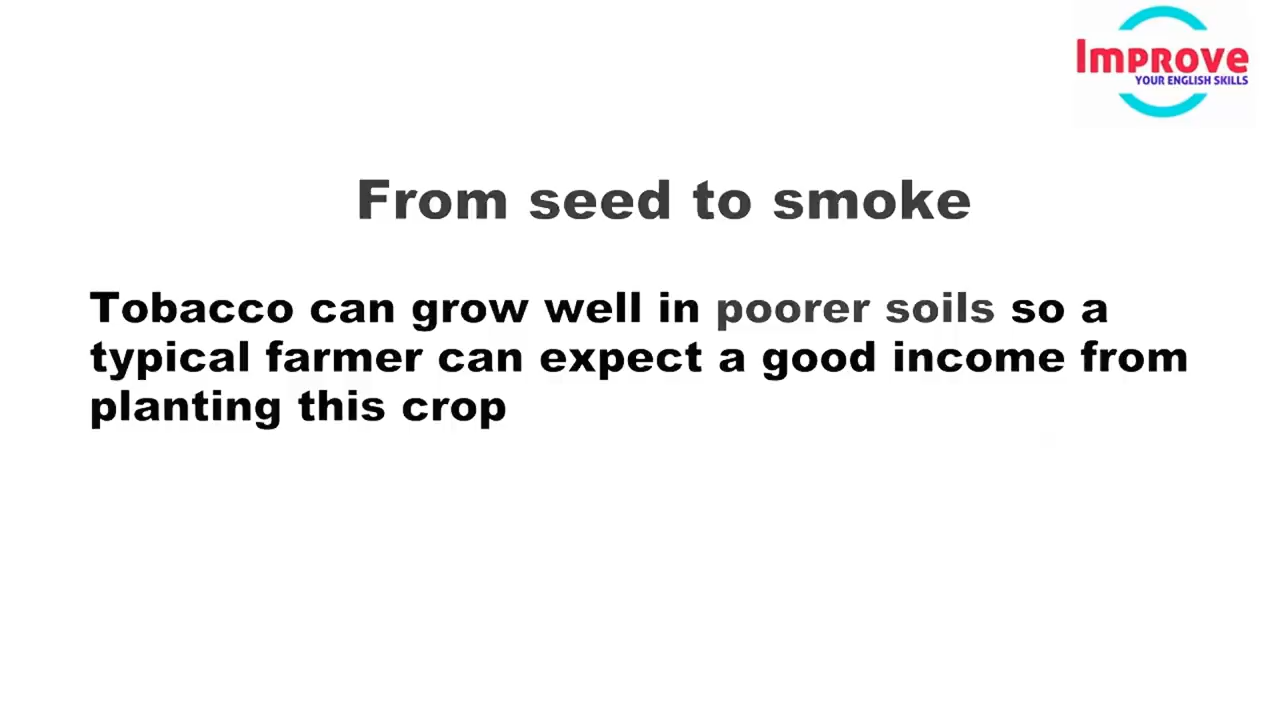 Improve
YOUR ENGLISH SKILLS
From seed to smoke
Tobacco can grow well in poorer soils so a
typical farmer can expect a good income from
planting this crop